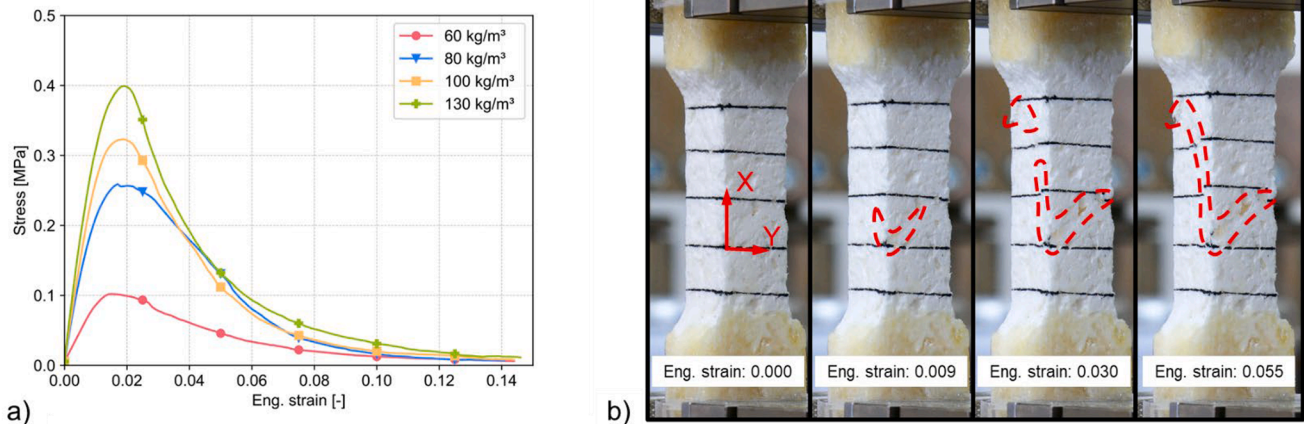 0.5
0.4
0.3
0.2
0.1
0.0
Stress [MPa]
0.00 0.02 0.04 0.06 0.08 0.10 0.12 0.14
Eng. strain [-]
60 kg/m³
80 kg/m³
100 kg/m³
130 kg/m³
a)
X
Y
Eng. strain: 0.000
Eng. strain: 0.009
Eng. strain: 0.030
Eng. strain: 0.055
b)